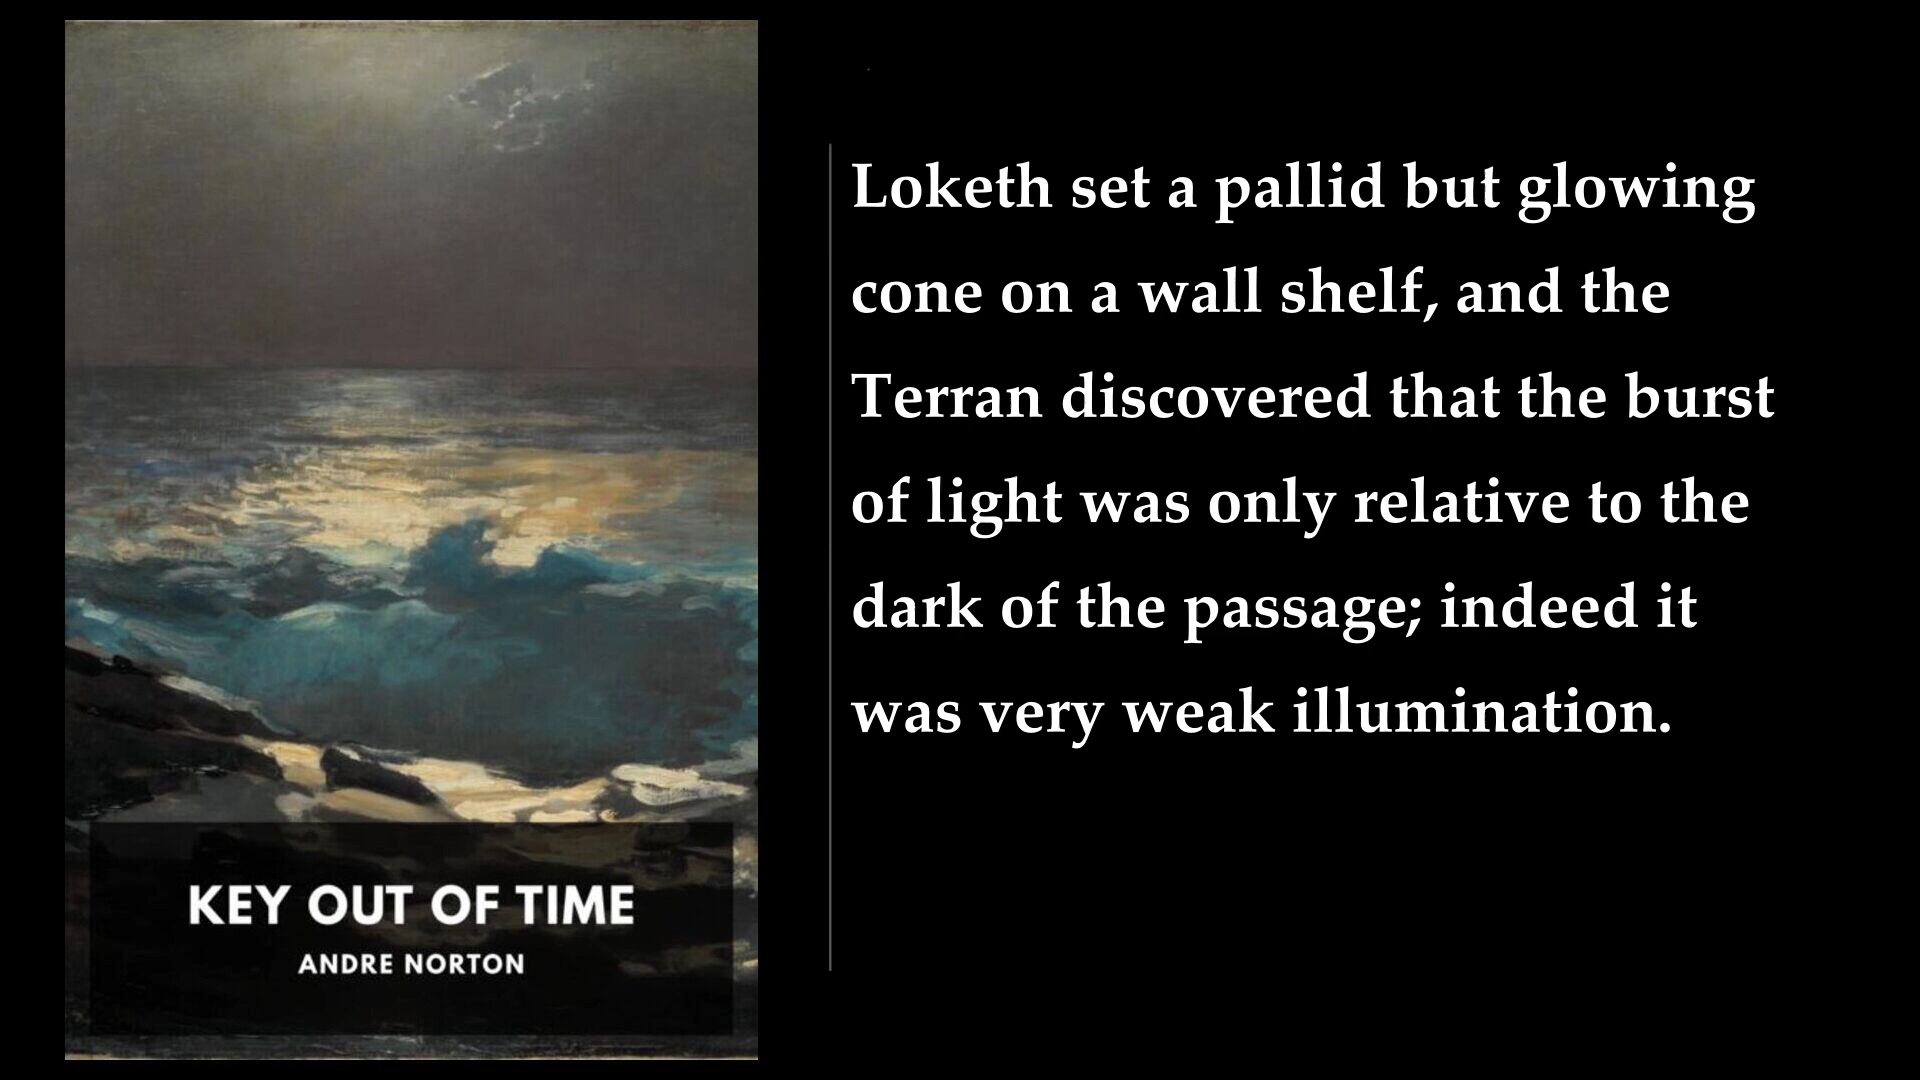 Loketh set a pallid but glowing
cone on a wall shelf, and the
Terran discovered that the burst
of light was only relative to the
dark of the passage; indeed it
was very weak illumination.
KEY OUT OF TIME
ANDRE NORTON